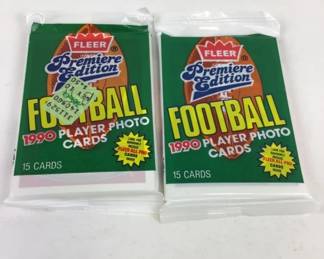 FLEER
Premiere
Edition
FOOTBALL
1990 PLAYER PHOTO
CARDS
15 CARDS
FLEER
Premiere
Edition
FOOTBALL
1990 PLAYER PHOTO
CARDS
15 CARDS